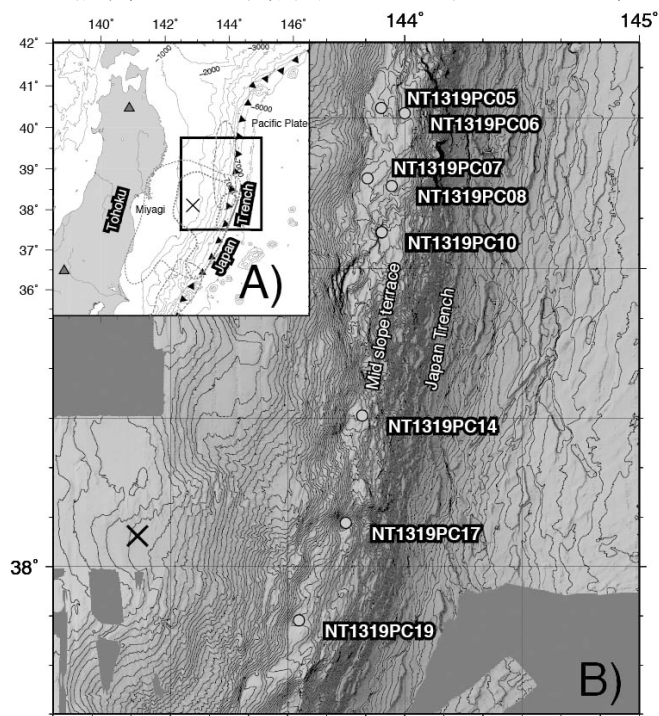 140° 142° 144° 146°
144°
145°
42°
41°
40°
39°
38°
37°
36°
-1000
-2000
-3000
Pacific Plate
Tohoku
Miyagi
Trench
Japan
A)
NT1319PC05
NT1319PC06
NT1319PC07
NT1319PC08
NT1319PC10
Mid slope terrace
Japan Trench
NT1319PC14
NT1319PC17
38°
NT1319PC19
B)